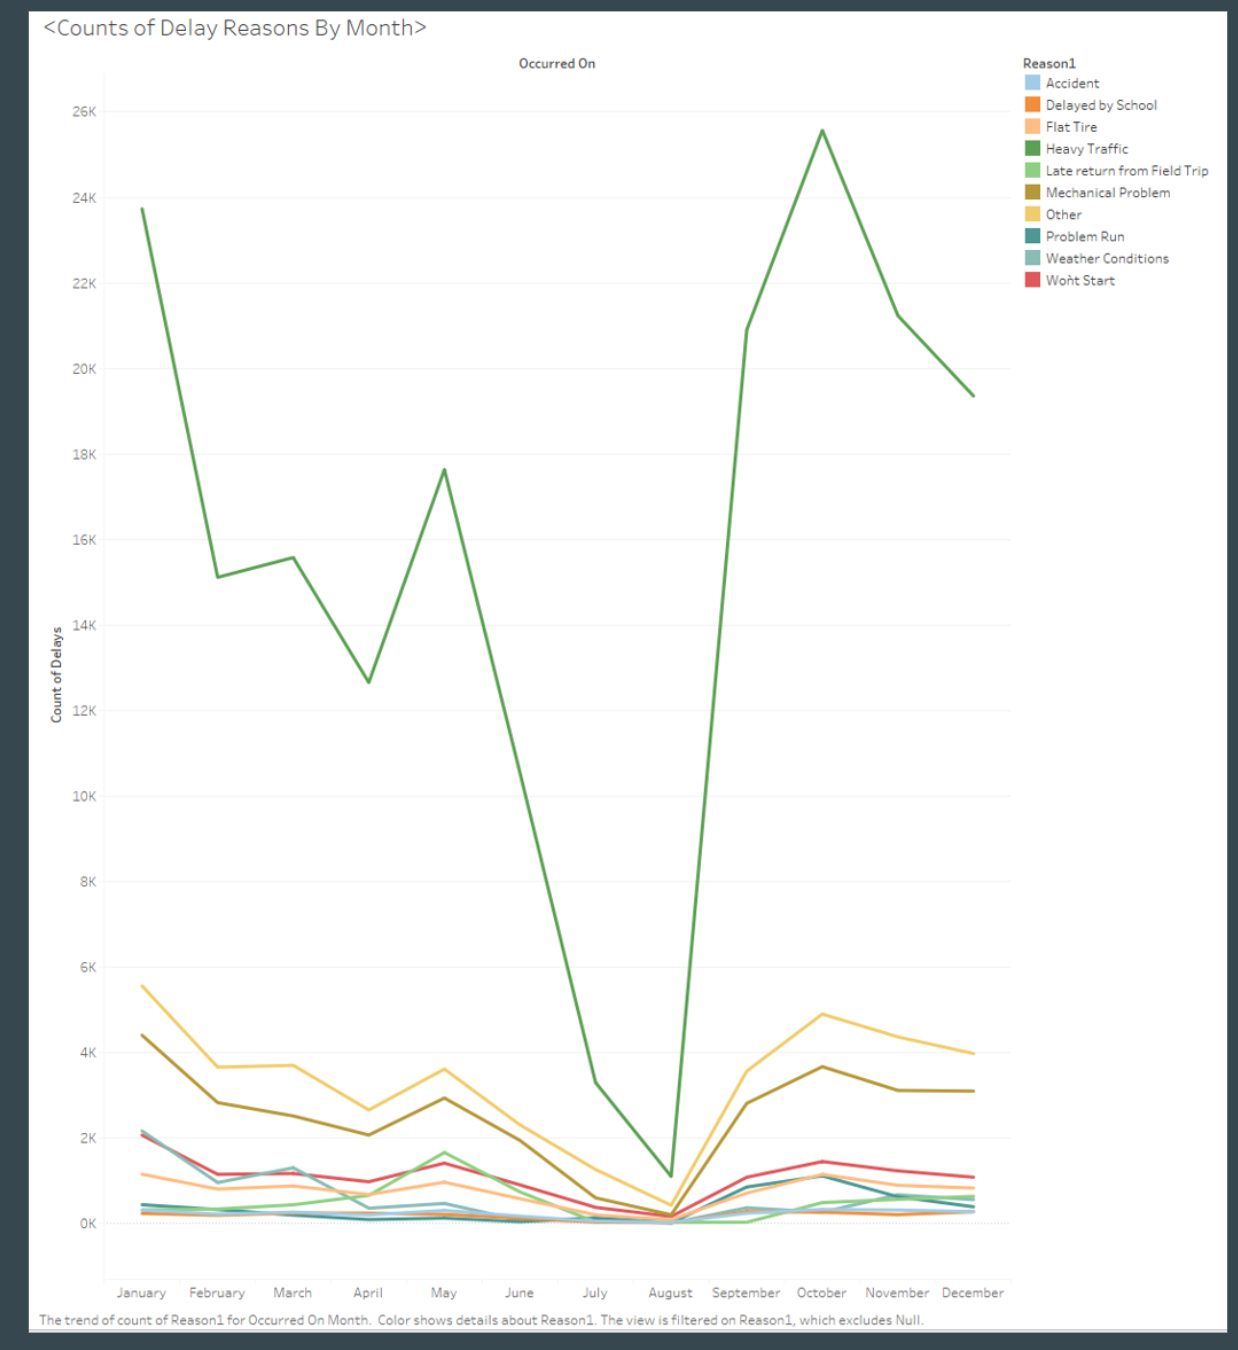 <Counts of Delay Reasons By Month>
Occurred On
Reason1
Accident
Delayed by School
Flat Tire
Heavy Traffic
Late return from Field Trip
Mechanical Problem
Other
Problem Run
Weather Conditions
Won`t Start
Count of Delays
26K
24K
22K
20K
18K
16K
14K
12K
10K
8K
6K
4K
2K
0K
January February March April May June July August September October November December
The trend of count of Reason1 for Occurred On Month. Color shows details about Reason1. The view is filtered on Reason1, which excludes Null.